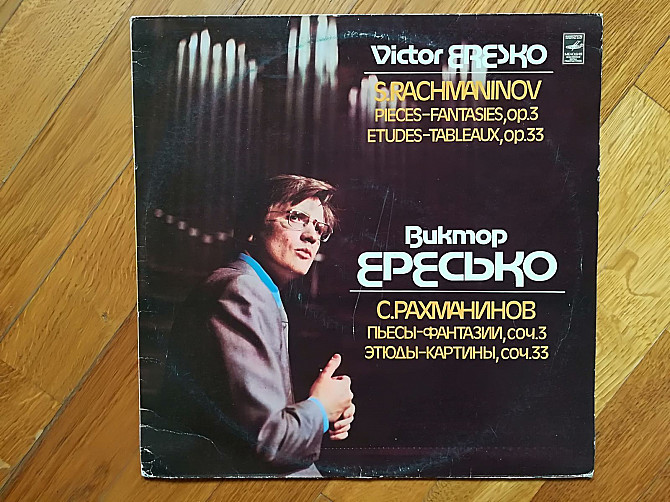 Victor ERESKO
S.RACHMANINOV
PIECES-FANTASIES, op.3
ETUDES-TABLEAUX, op.33
Виктор
ЕРЕСЬКО
С.РАХМАНИНОВ
ПЬЕСЫ-ФАНТАЗИИ, соч.3
ЭТЮДЫ-КАРТИНЫ, соч.33